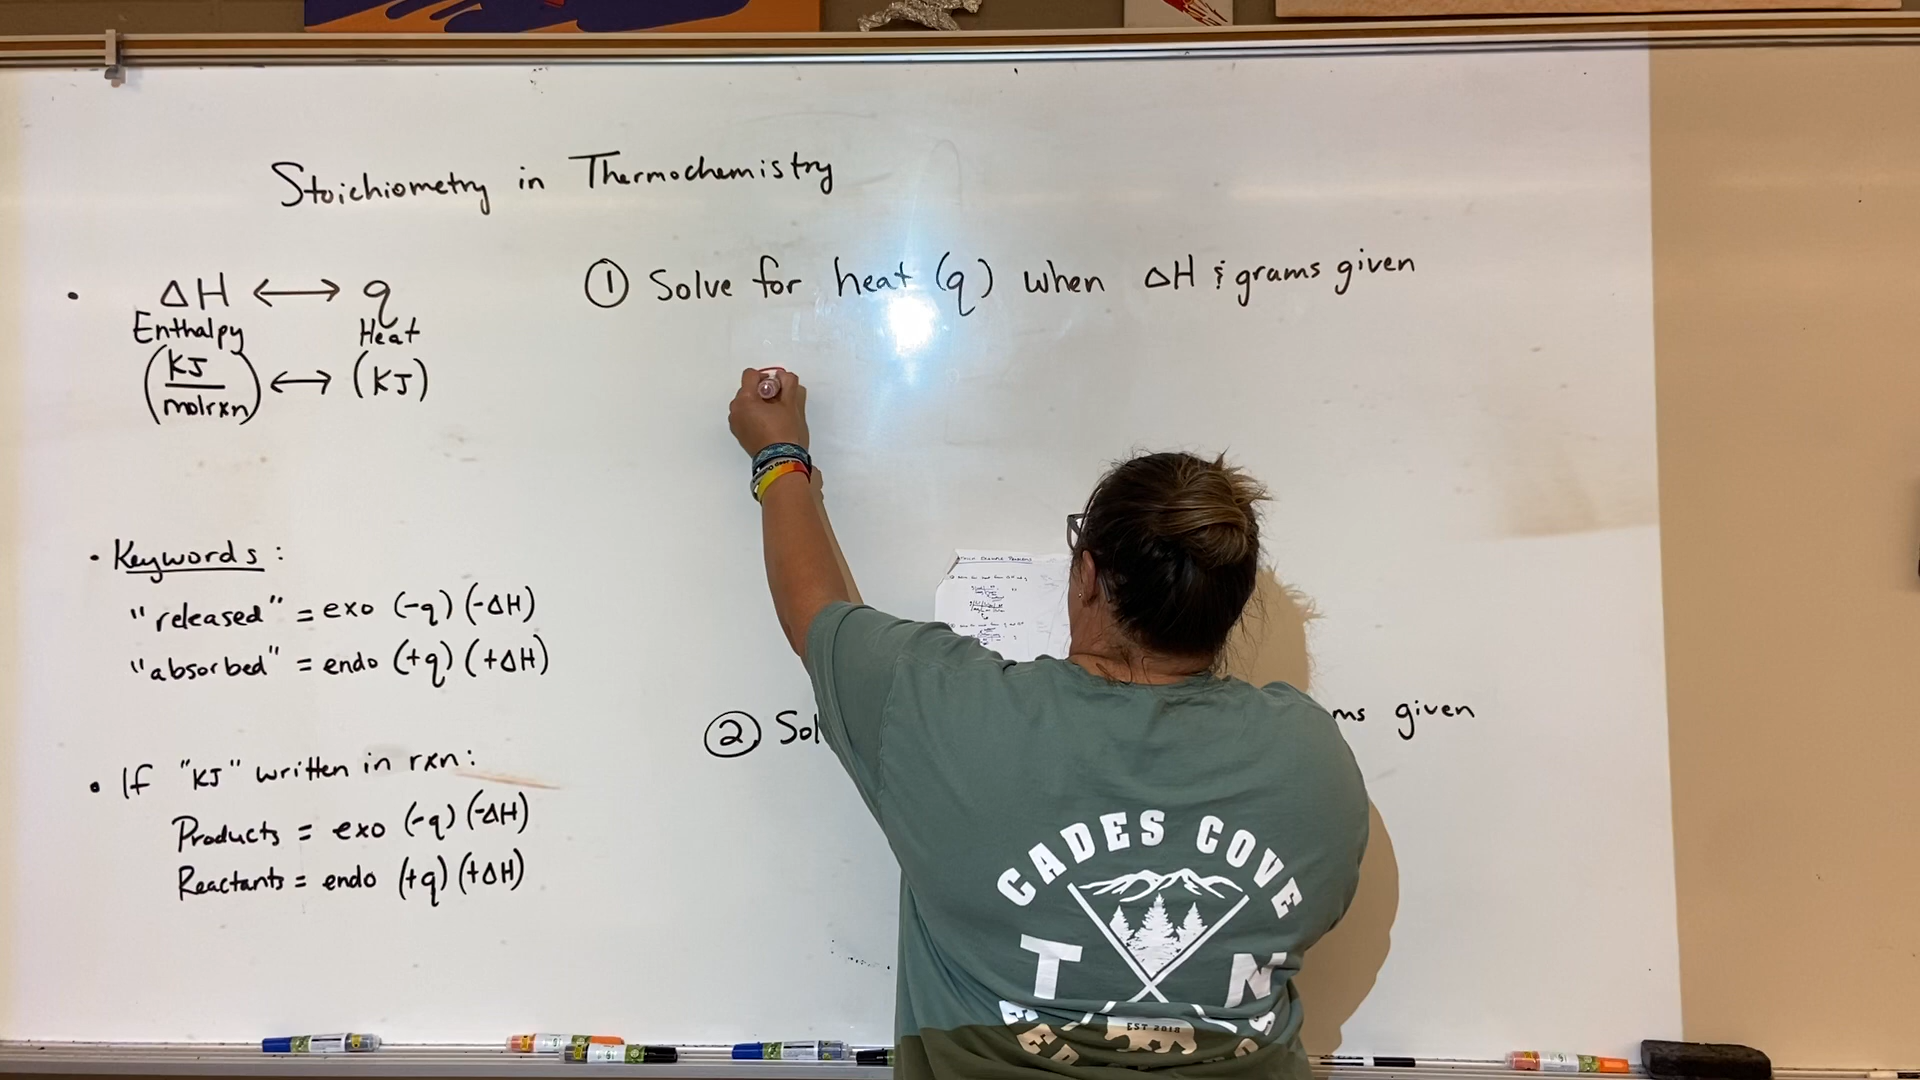 Stoichiometry in Thermochemistry
• ΔH ⟷ q
Enthalpy Heat
(KJ/molrxn) ⟷ (KJ)
• Keywords:
"released" = exo (-q) (-ΔH)
"absorbed" = endo (+q) (+ΔH)
• If "KJ" written in rxn:
Products = exo (-q) (-ΔH)
Reactants = endo (+q) (+ΔH)
① Solve for heat (q) when ΔH & grams given
② Sol
ms given
CADES COVE
T N
EST 2018